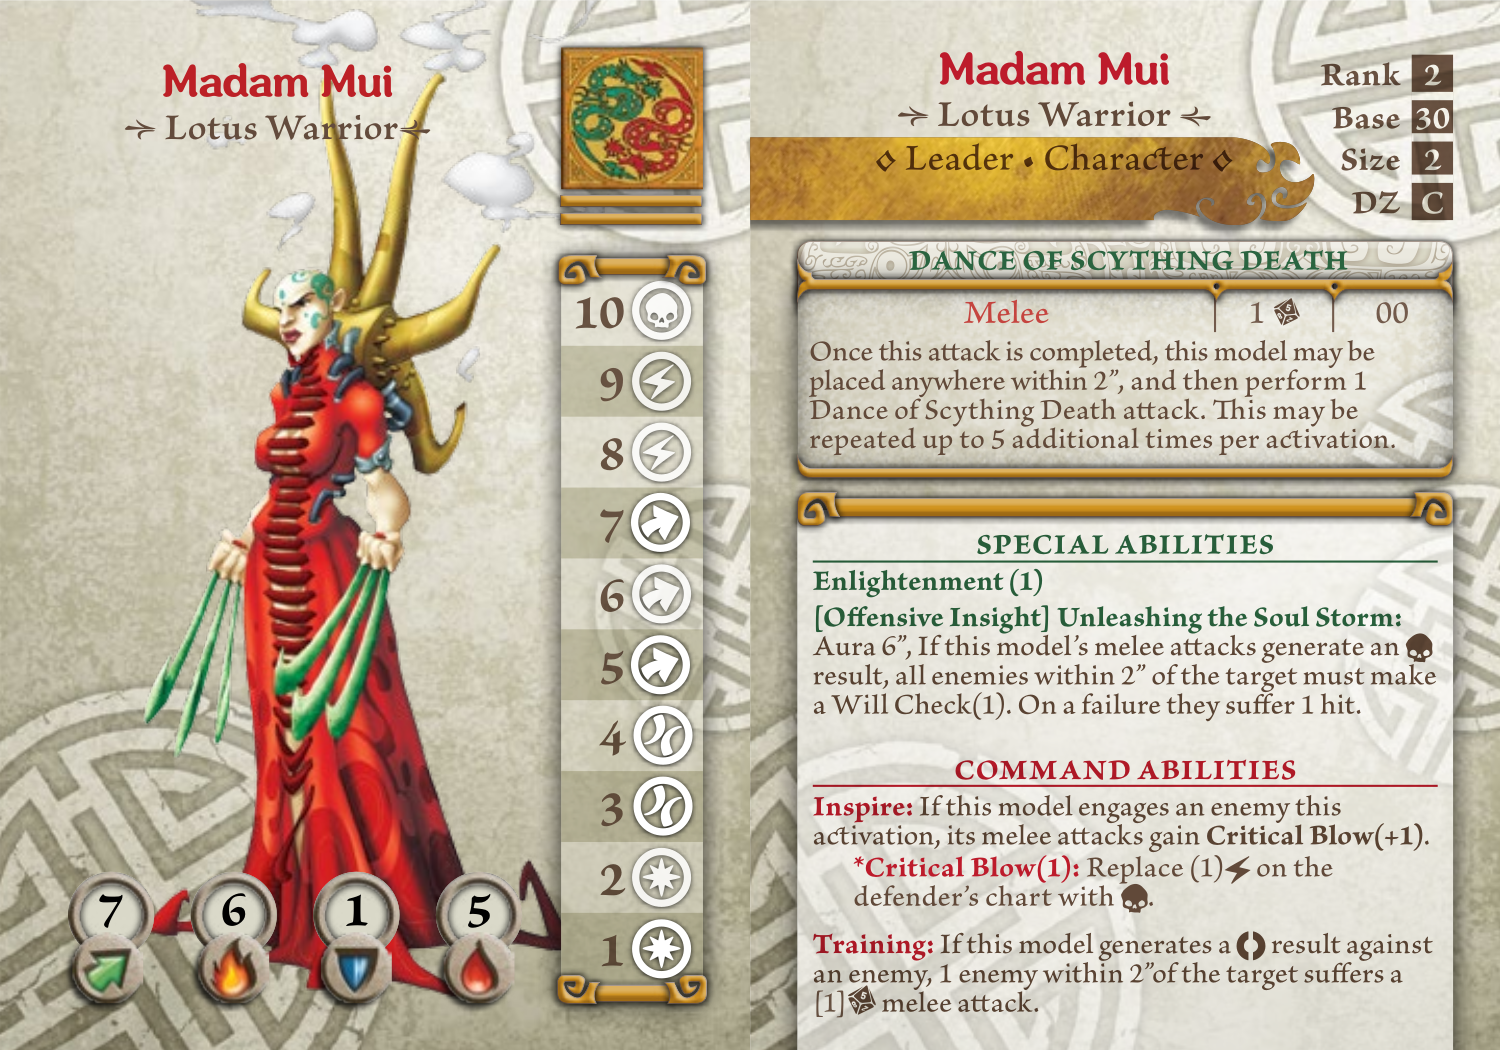 Madam Mui
Lotus Warrior
10
9
8
7
6
5
4
3
2
1
7 6 1 5
Madam Mui
Lotus Warrior
Leader • Character
Rank 2
Base 30
Size 2
DZ C
DANCE OF SCYTHING DEATH
Melee 1 00
Once this attack is completed, this model may be
placed anywhere within 2”, and then perform 1
Dance of Scything Death attack. This may be
repeated up to 5 additional times per activation.
SPECIAL ABILITIES
Enlightenment (1)
[Offensive Insight] Unleashing the Soul Storm:
Aura 6”, If this model’s melee attacks generate an
result, all enemies within 2” of the target must make
a Will Check(1). On a failure they suffer 1 hit.
COMMAND ABILITIES
Inspire: If this model engages an enemy this
activation, its melee attacks gain Critical Blow(+1).
*Critical Blow(1): Replace (1) on the
defender’s chart with .
Training: If this model generates a result against
an enemy, 1 enemy within 2”of the target suffers a
[1] melee attack.